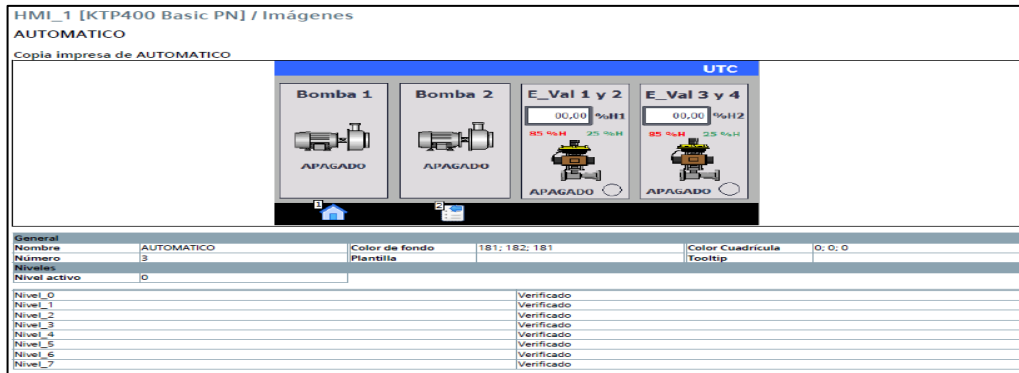 HMI_1 [KTP400 Basic PN] / Imágenes
AUTOMATICO
Copia impresa de AUTOMATICO
UTC
Bomba 1 Bomba 2 E_Val 1 y 2 E_Val 3 y 4
00,00 %H1 00,00 %H2
85 %H 25 %H 85 %H 25 %H
APAGADO APAGADO
APAGADO APAGADO
1 2
General
Nombre AUTOMATICO Color de fondo 181; 182; 181 Color Cuadrícula 0; 0; 0
Número 3 Plantilla Tooltip
Niveles
Nivel activo 0
Nivel_0 Verificado
Nivel_1 Verificado
Nivel_2 Verificado
Nivel_3 Verificado
Nivel_4 Verificado
Nivel_5 Verificado
Nivel_6 Verificado
Nivel_7 Verificado